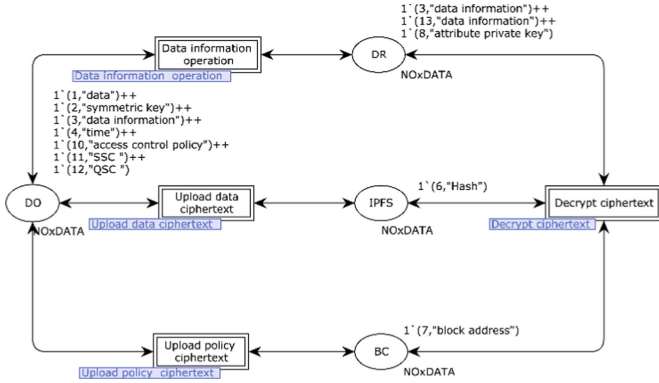 1`(3,"data information")++
1`(13,"data information")++
1`(8,"attribute private key")
Data information
operation
DR
Data information operation
NOxDATA
1`(1,"data")++
1`(2,"symmetric key")++
1`(3,"data information")++
1`(4,"time")++
1`(10,"access control policy")++
1`(11,"SSC ")++
1`(12,"QSC ")
DO
Upload data
ciphertext
IPFS
1`(6,"Hash")
Decrypt ciphertext
NOxDATA
Upload data ciphertext
NOxDATA
Decrypt ciphertext
1`(7,"block address")
Upload policy
ciphertext
BC
Upload policy ciphertext
NOxDATA